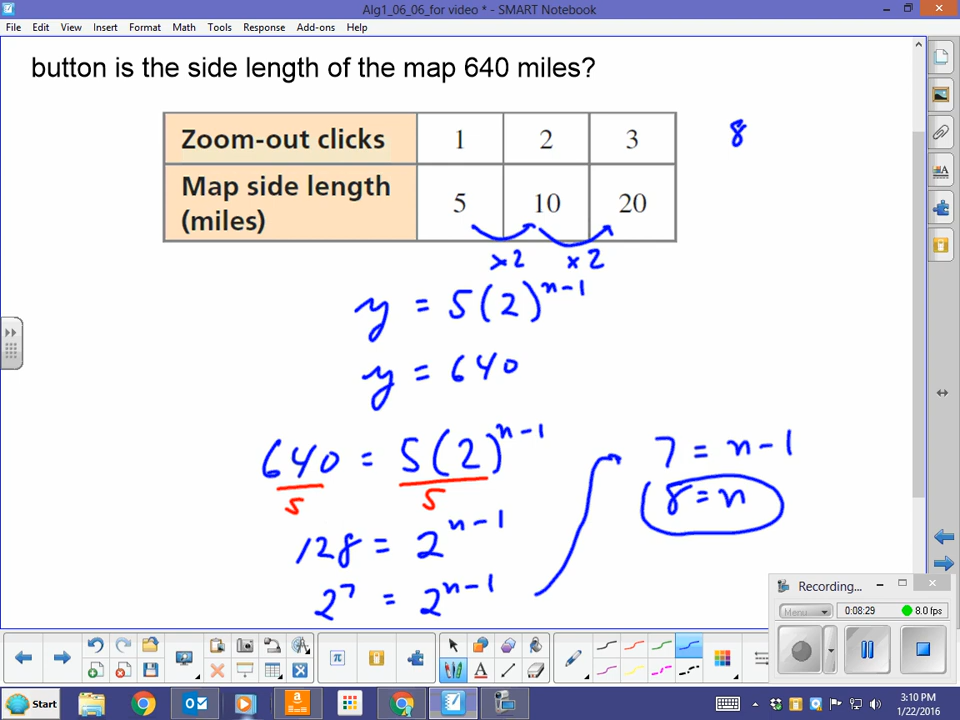 Alg1_06_06_for video * - SMART Notebook
File Edit View Insert Format Math Tools Response Add-ons Help
button is the side length of the map 640 miles?
Zoom-out clicks 1 2 3 8
Map side length (miles) 5 10 20
×2 ×2
y = 5(2)^{n-1}
y = 640
640 = 5(2)^{n-1}
5 5
128 = 2^{n-1}
2^7 = 2^{n-1}
7 = n-1
8 = n
Recording...
Menu 0:08:29 8.0 fps
Start
3:10 PM
1/22/2016